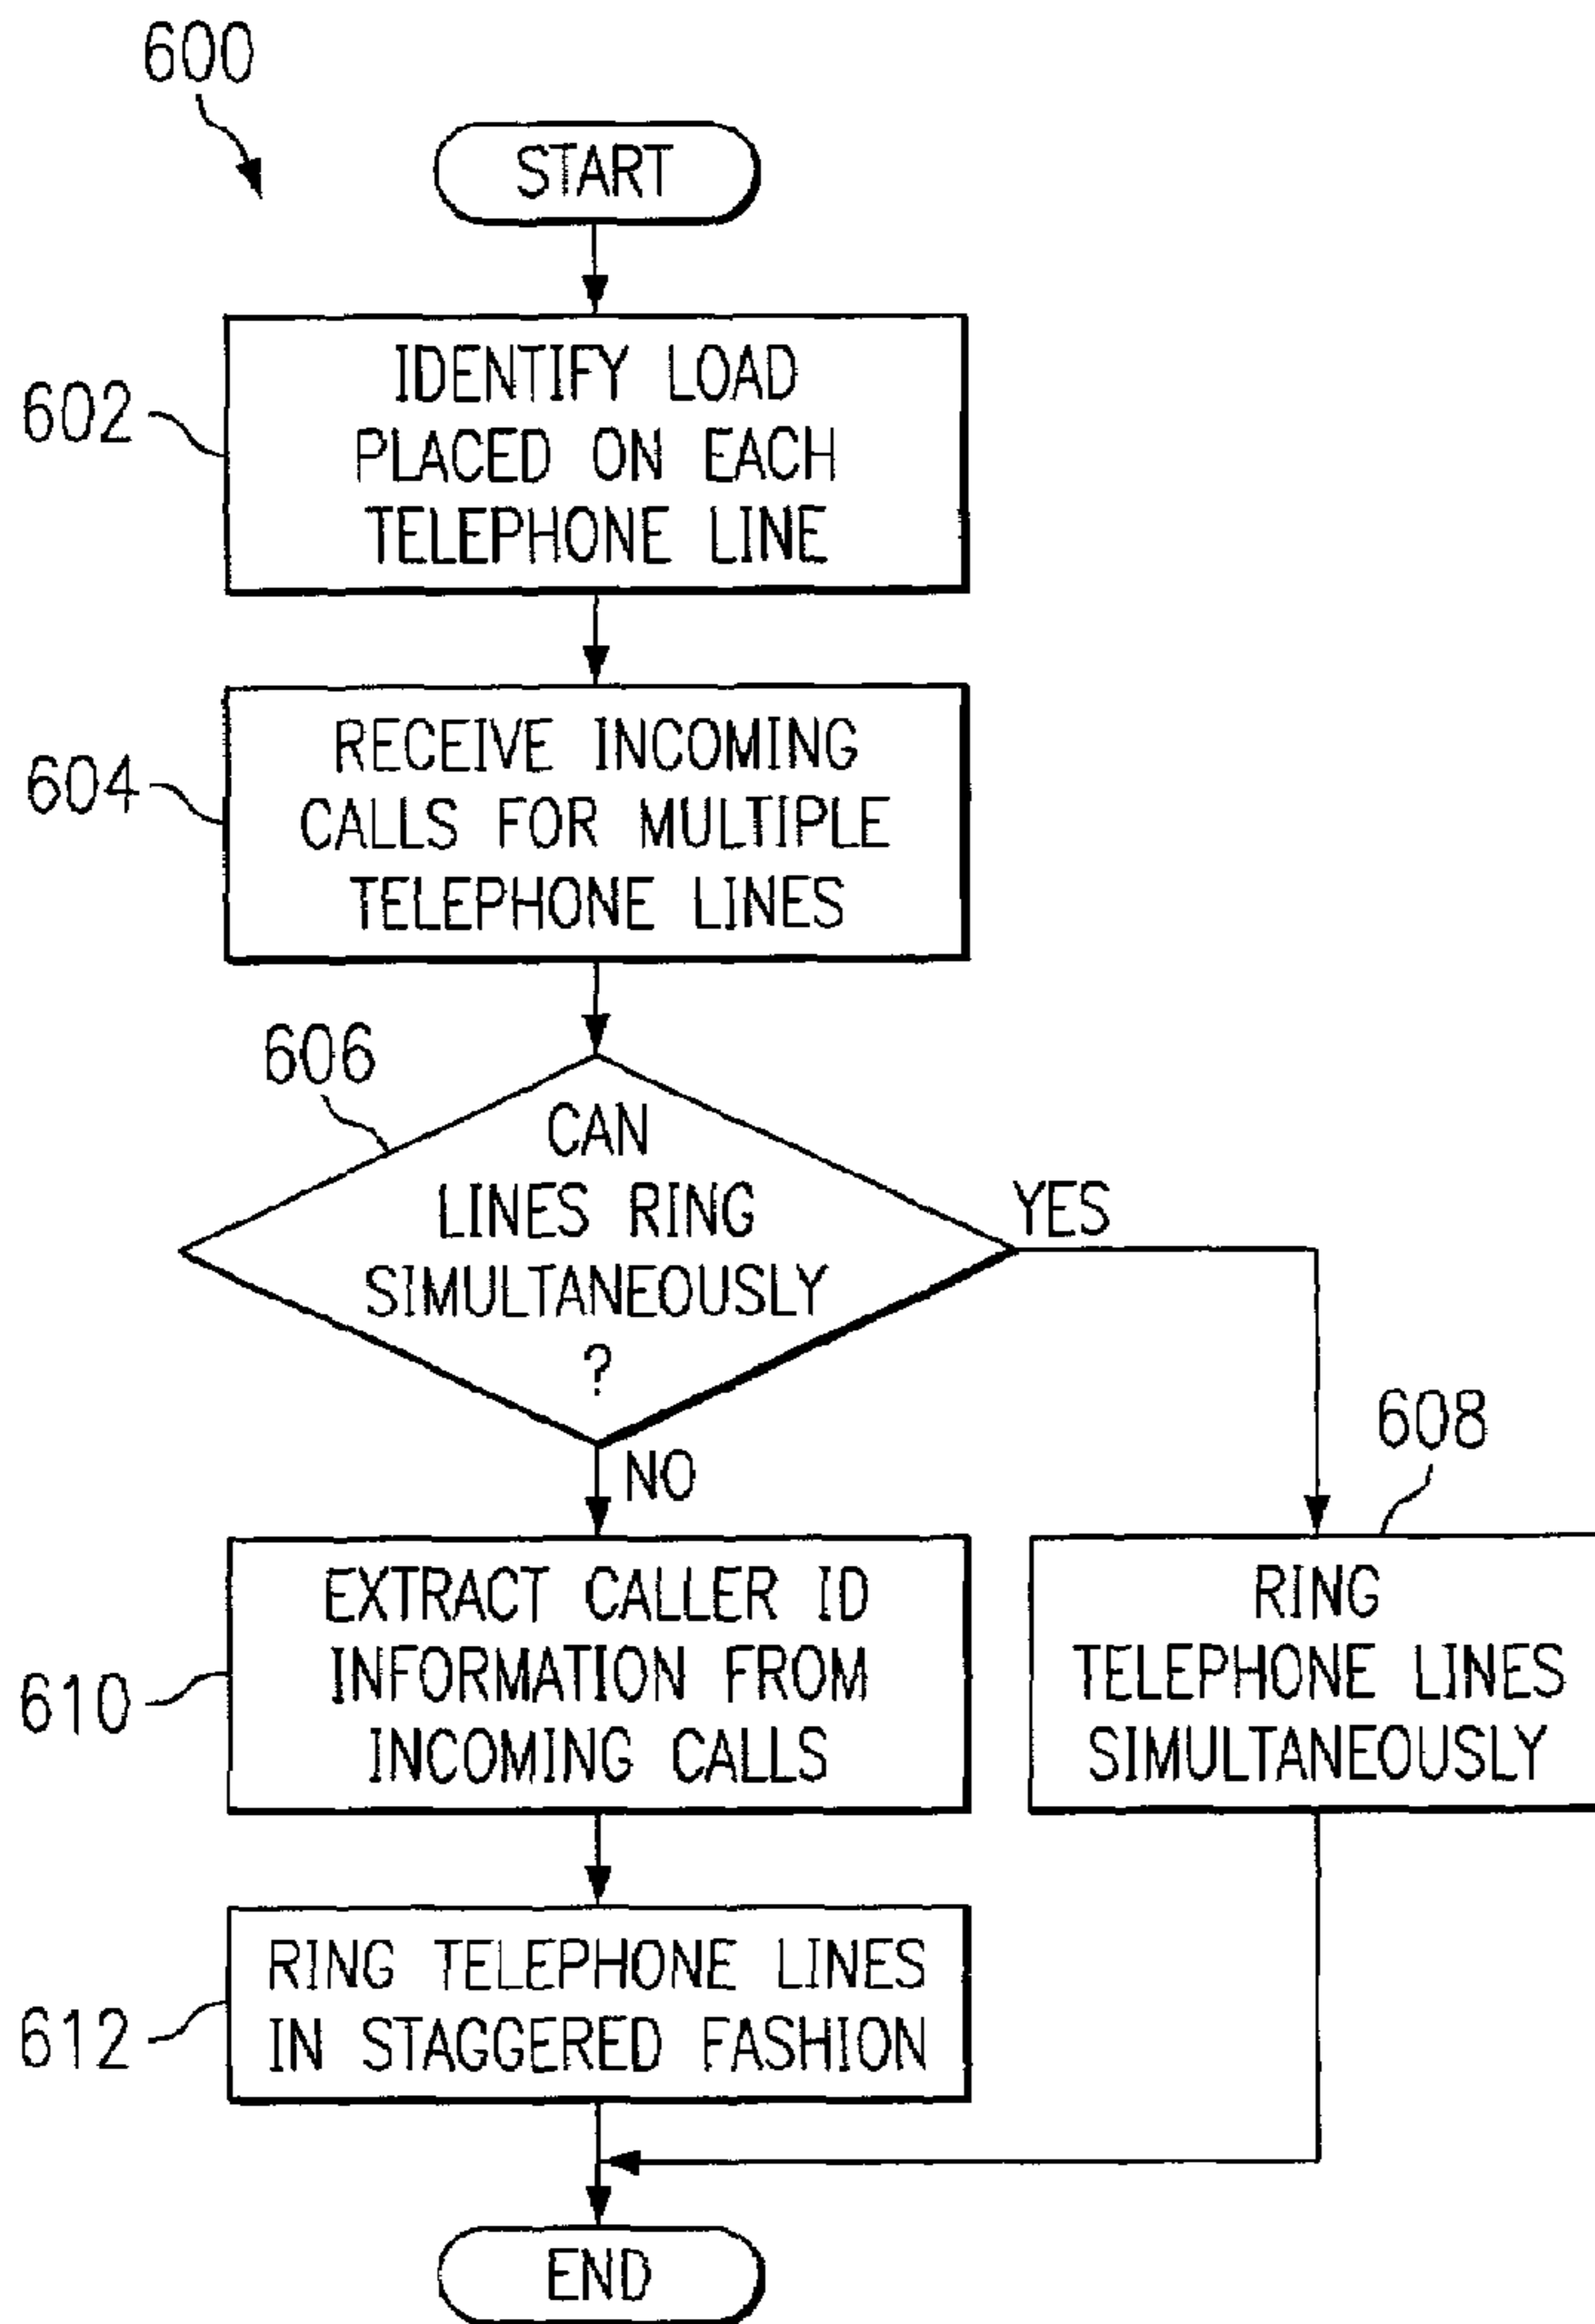 600
START
602
IDENTIFY LOAD
PLACED ON EACH
TELEPHONE LINE
604
RECEIVE INCOMING
CALLS FOR MULTIPLE
TELEPHONE LINES
606
CAN
LINES RING
SIMULTANEOUSLY
?
YES
NO
608
RING
TELEPHONE LINES
SIMULTANEOUSLY
610
EXTRACT CALLER ID
INFORMATION FROM
INCOMING CALLS
612
RING TELEPHONE LINES
IN STAGGERED FASHION
END